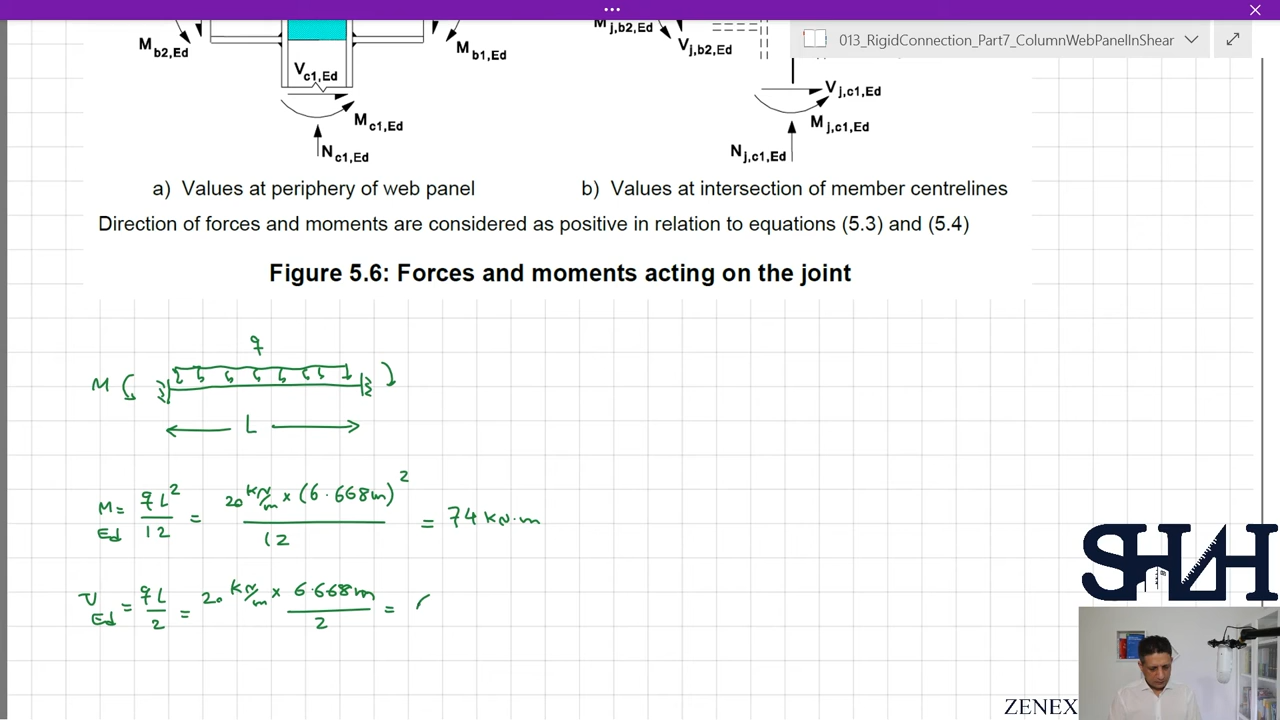 013_RigidConnection_Part7_ColumnWebPanelInShear
Mb2,Ed
Mb1,Ed
Vc1,Ed
Mc1,Ed
Nc1,Ed
Mj,b2,Ed
Vj,b2,Ed
Vj,c1,Ed
Mj,c1,Ed
Nj,c1,Ed
a) Values at periphery of web panel
b) Values at intersection of member centrelines
Direction of forces and moments are considered as positive in relation to equations (5.3) and (5.4)
Figure 5.6: Forces and moments acting on the joint
q
M
L
M Ed = qL²/12 = 20 kN/m × (6.668m)²/12 = 74 kN.m
V Ed = qL/2 = 20 kN/m × 6.668m/2 =
SHZH
ZENEX